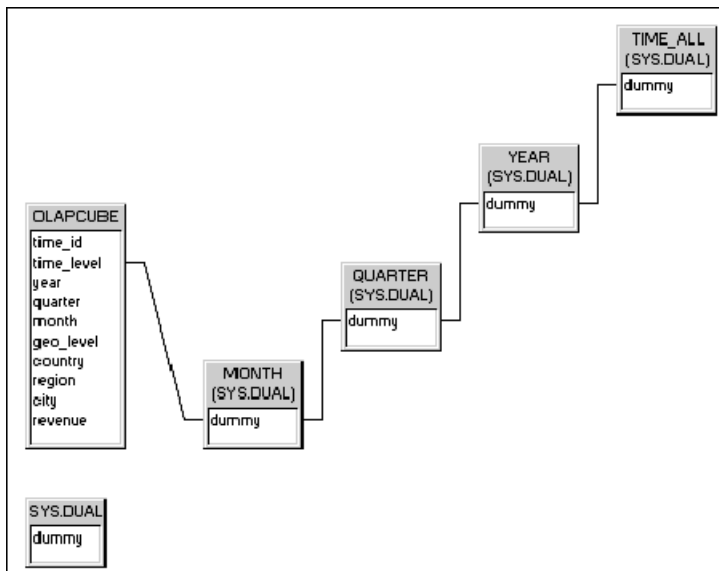 TIME_ALL
(SYS.DUAL)
dummy
YEAR
(SYS.DUAL)
dummy
OLAPCUBE
time_id
time_level
year
quarter
month
geo_level
country
region
city
revenue
QUARTER
(SYS.DUAL)
dummy
MONTH
(SYS.DUAL)
dummy
SYS.DUAL
dummy